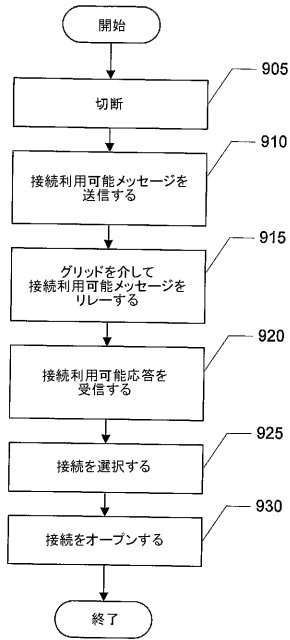 開始
905
切断
910
接続利用可能メッセージを
送信する
915
グリッドを介して
接続利用可能メッセージを
リレーする
920
接続利用可能応答を
受信する
925
接続を選択する
930
接続をオープンする
終了